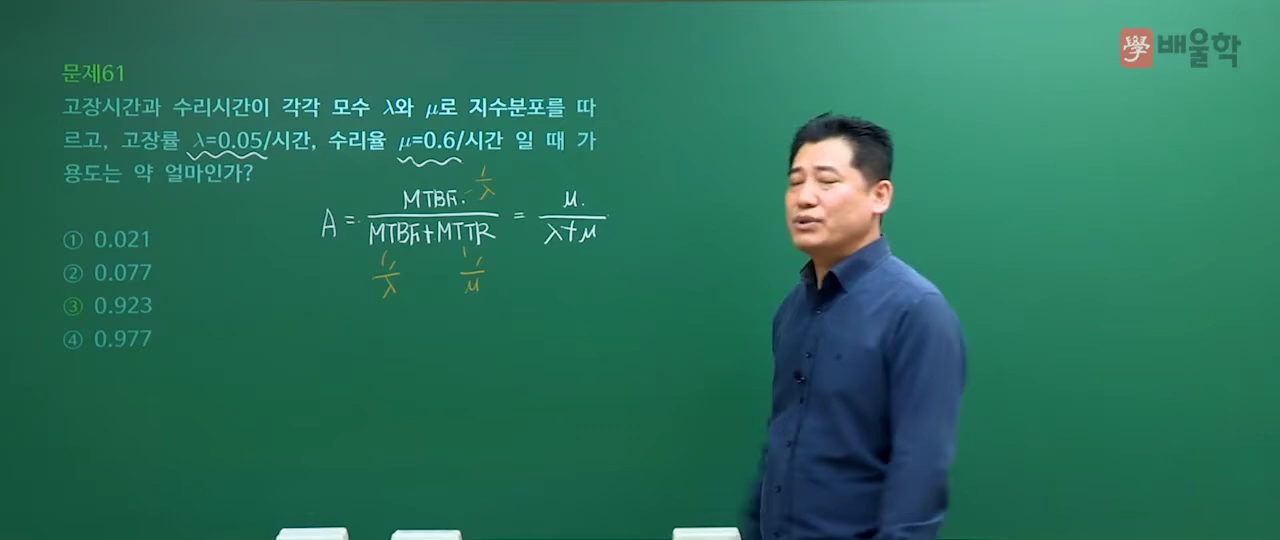 學 배울학
문제61
고장시간과 수리시간이 각각 모수 λ와 μ로 지수분포를 따
르고, 고장률 λ=0.05/시간, 수리율 μ=0.6/시간 일 때 가
용도는 약 얼마인가?
A = MTBF / MTBF+MTTR = μ / λ+μ
1/λ
1/λ 1/μ
① 0.021
② 0.077
③ 0.923
④ 0.977